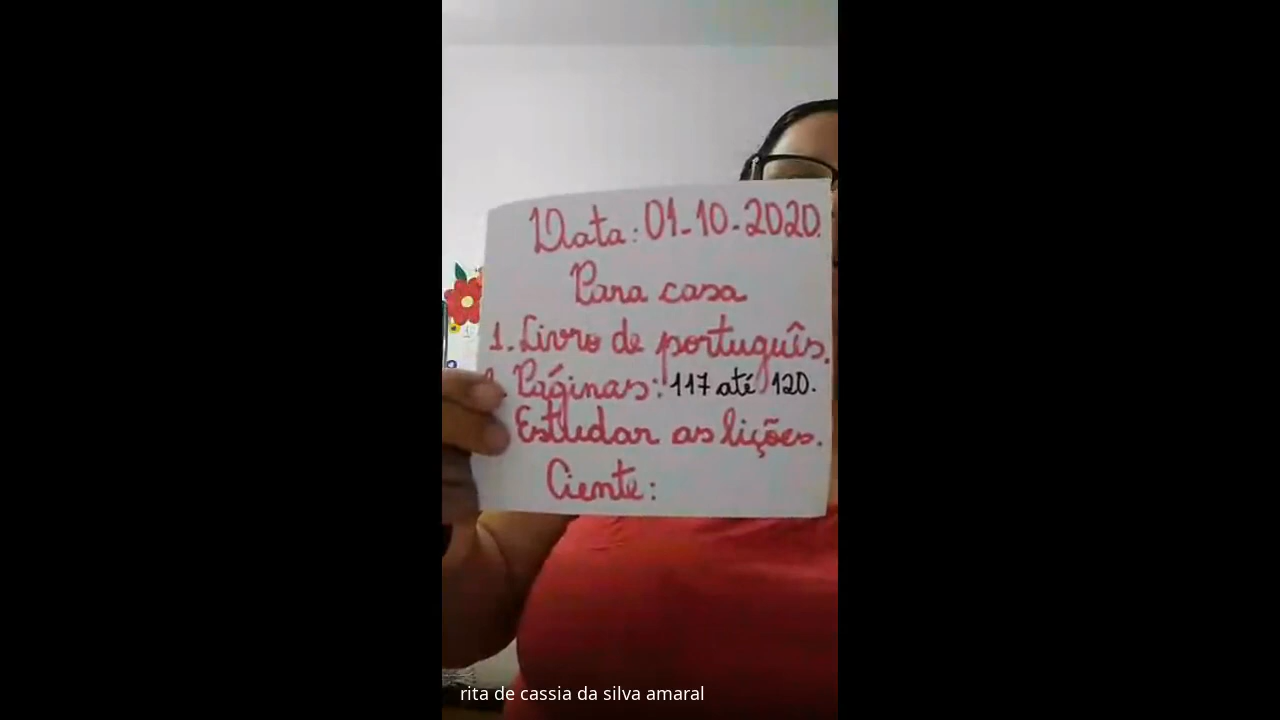 Data: 01-10-2020.
Para casa
1. Livro de português.
Páginas: 117 até 120.
Estudar as lições.
Ciente:
rita de cassia da silva amaral